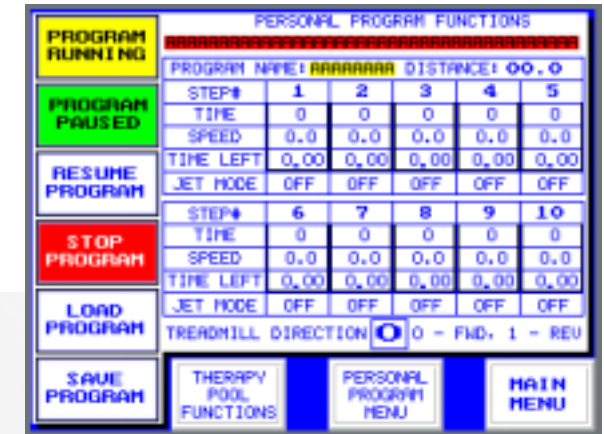 PERSONAL PROGRAM FUNCTIONS
AAAAAAAAAAAAAAAAAAAAAAAAAAAAAAAAAAAAAAAA
PROGRAM NAME: AAAAAAAA DISTANCE: 00.0
STEP# 1 2 3 4 5
TIME 0 0 0 0 0
SPEED 0.0 0.0 0.0 0.0 0.0
TIME LEFT 0,00 0,00 0,00 0,00 0,00
JET MODE OFF OFF OFF OFF OFF
STEP# 6 7 8 9 10
TIME 0 0 0 0 0
SPEED 0.0 0.0 0.0 0.0 0.0
TIME LEFT 0,00 0,00 0,00 0,00 0,00
JET MODE OFF OFF OFF OFF OFF
TREADMILL DIRECTION 0 0 - FWD, 1 - REV
PROGRAM
RUNNING
PROGRAM
PAUSED
RESUME
PROGRAM
STOP
PROGRAM
LOAD
PROGRAM
SAVE
PROGRAM
THERAPY
POOL
FUNCTIONS
PERSONAL
PROGRAM
MENU
MAIN
MENU